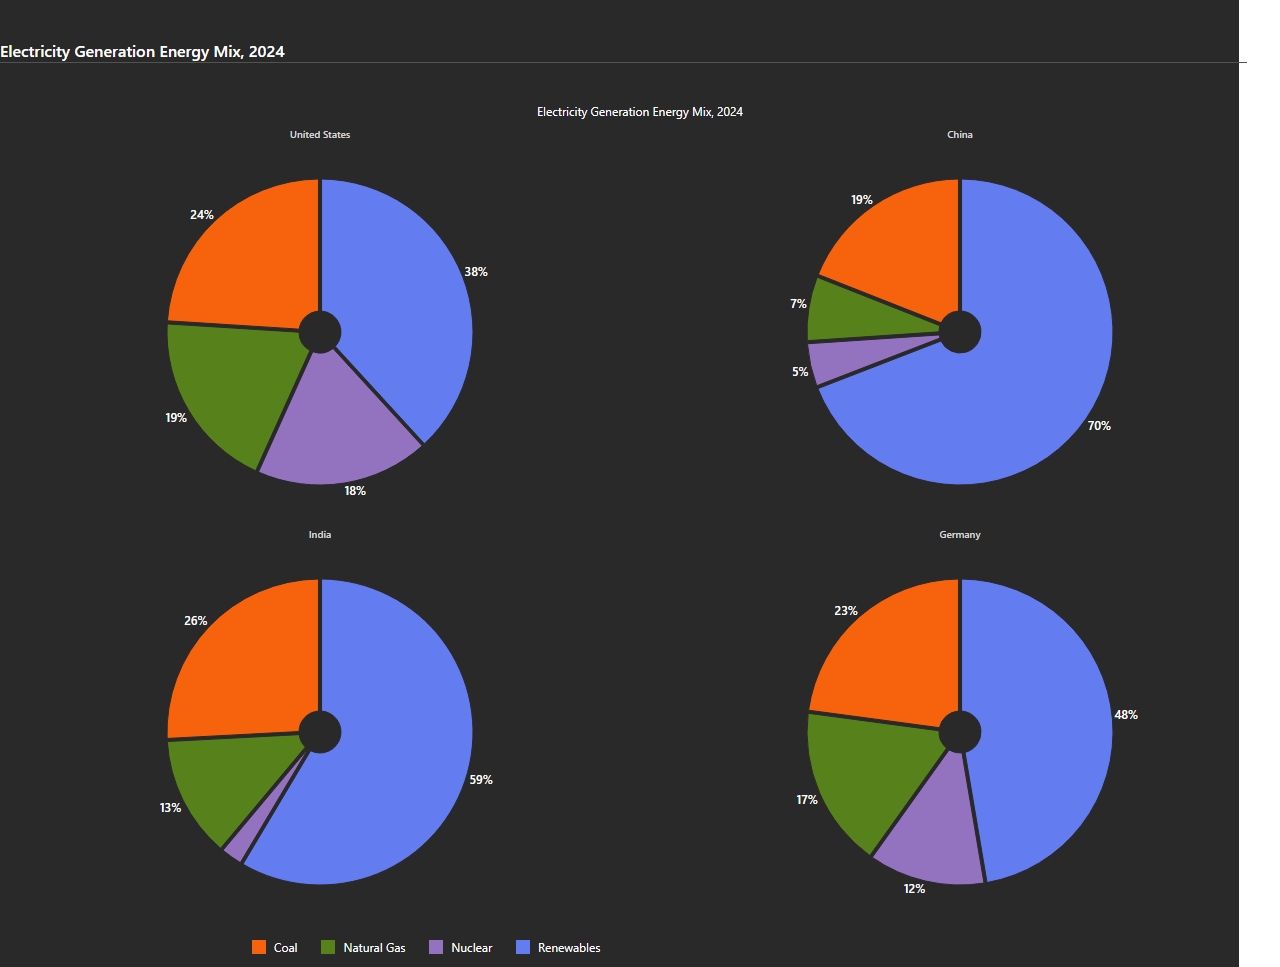 Electricity Generation Energy Mix, 2024
Electricity Generation Energy Mix, 2024
United States
China
24%
38%
19%
18%
19%
7%
5%
70%
India
Germany
26%
59%
13%
23%
48%
17%
12%
Coal
Natural Gas
Nuclear
Renewables